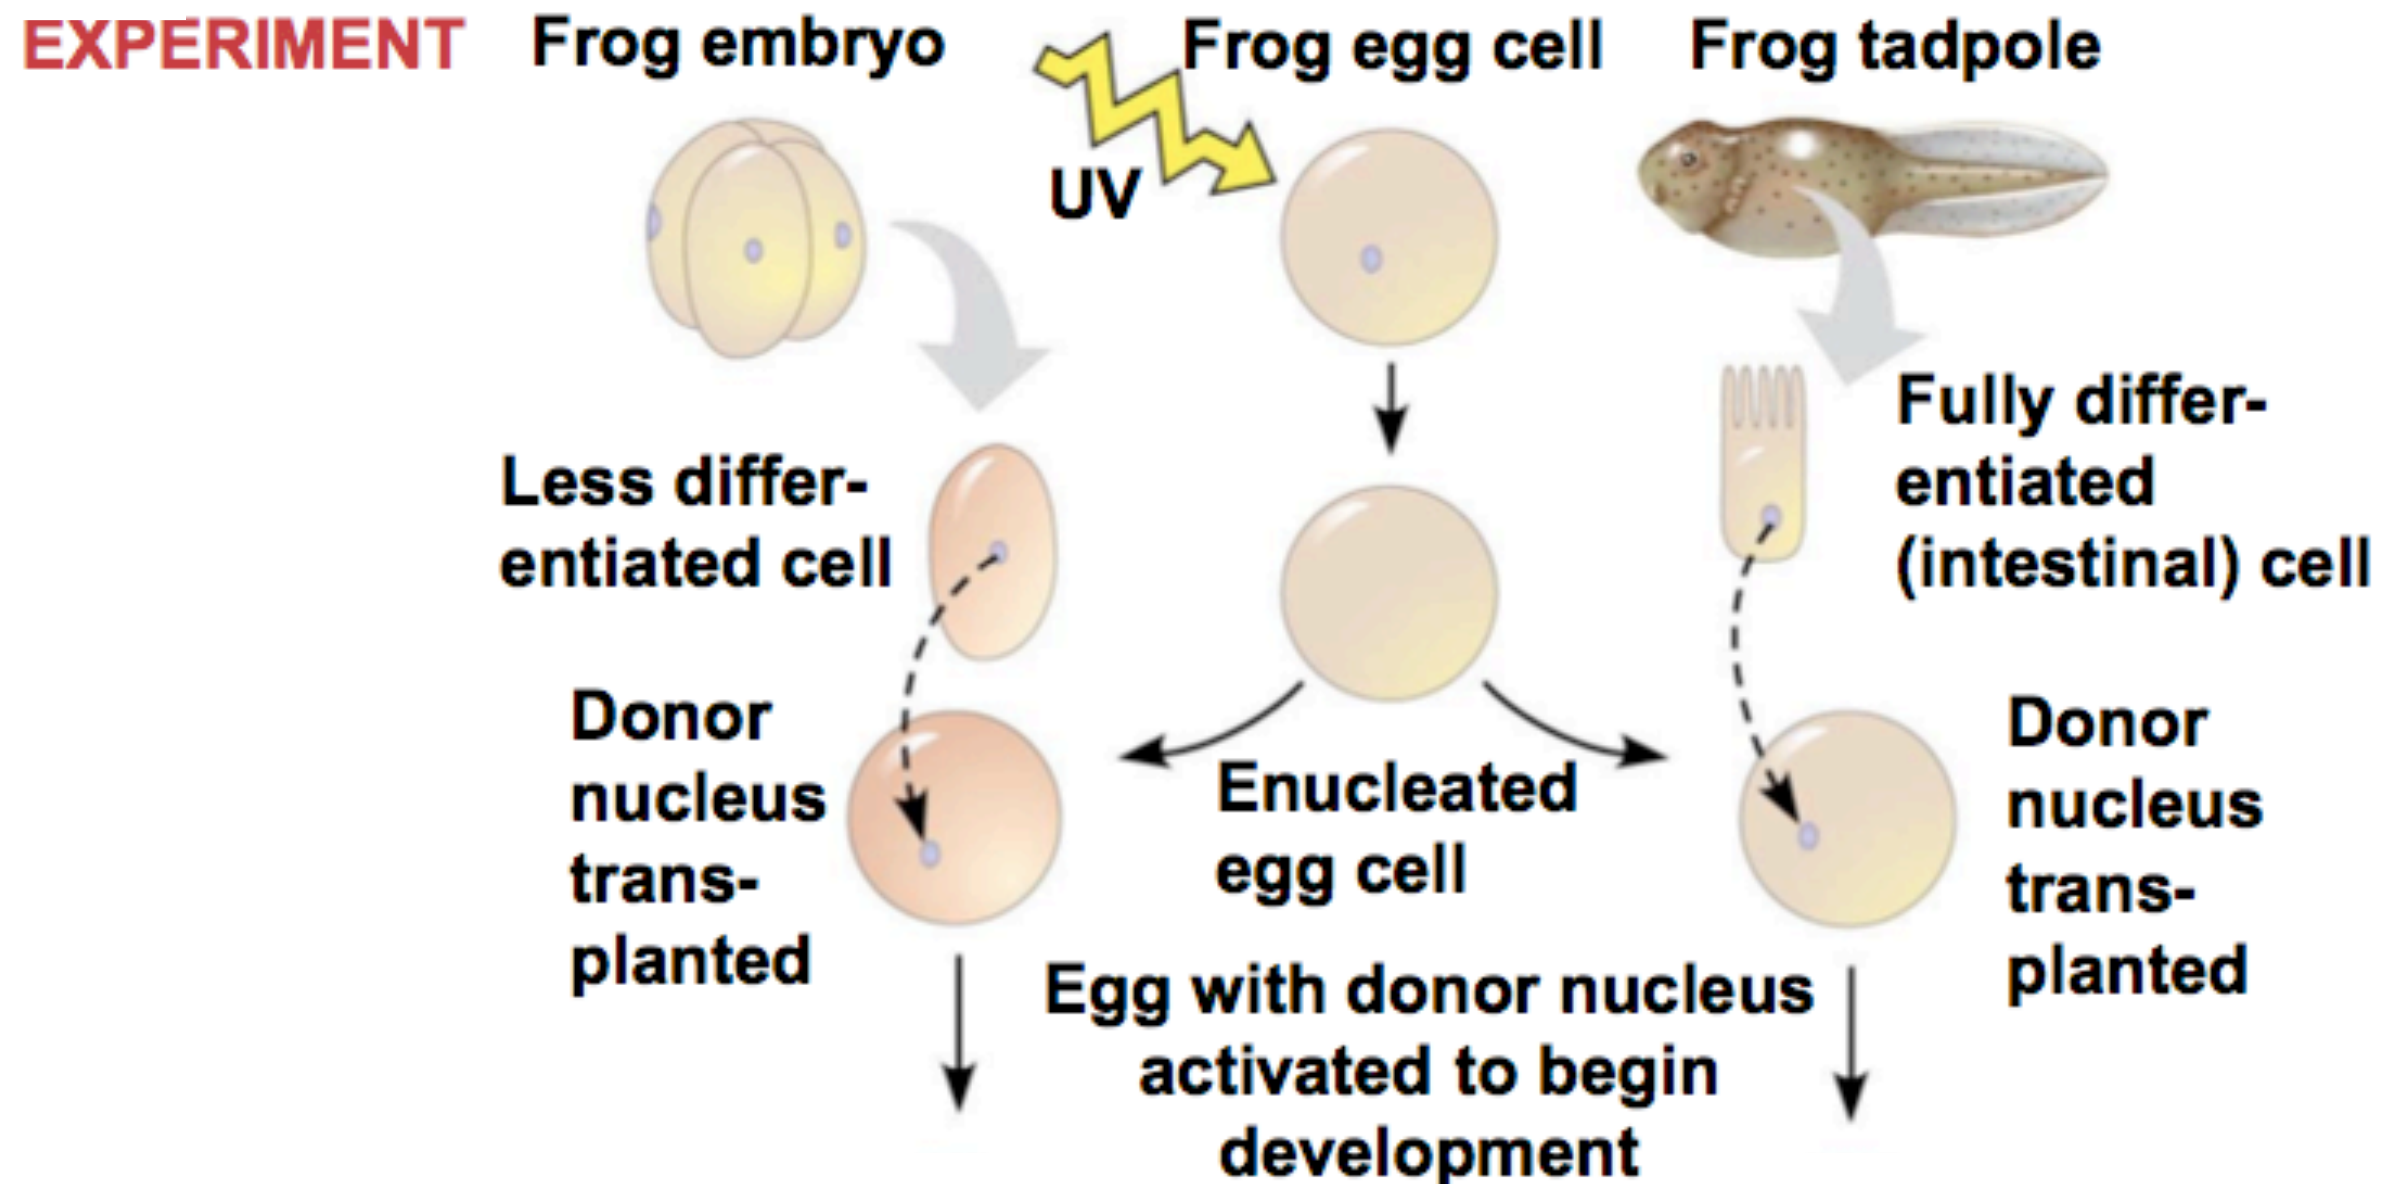 EXPERIMENT
Frog embryo
Frog egg cell
Frog tadpole
UV
Less differ-
entiated cell
Fully differ-
entiated
(intestinal) cell
Donor
nucleus
trans-
planted
Enucleated
egg cell
Donor
nucleus
trans-
planted
Egg with donor nucleus
activated to begin
development